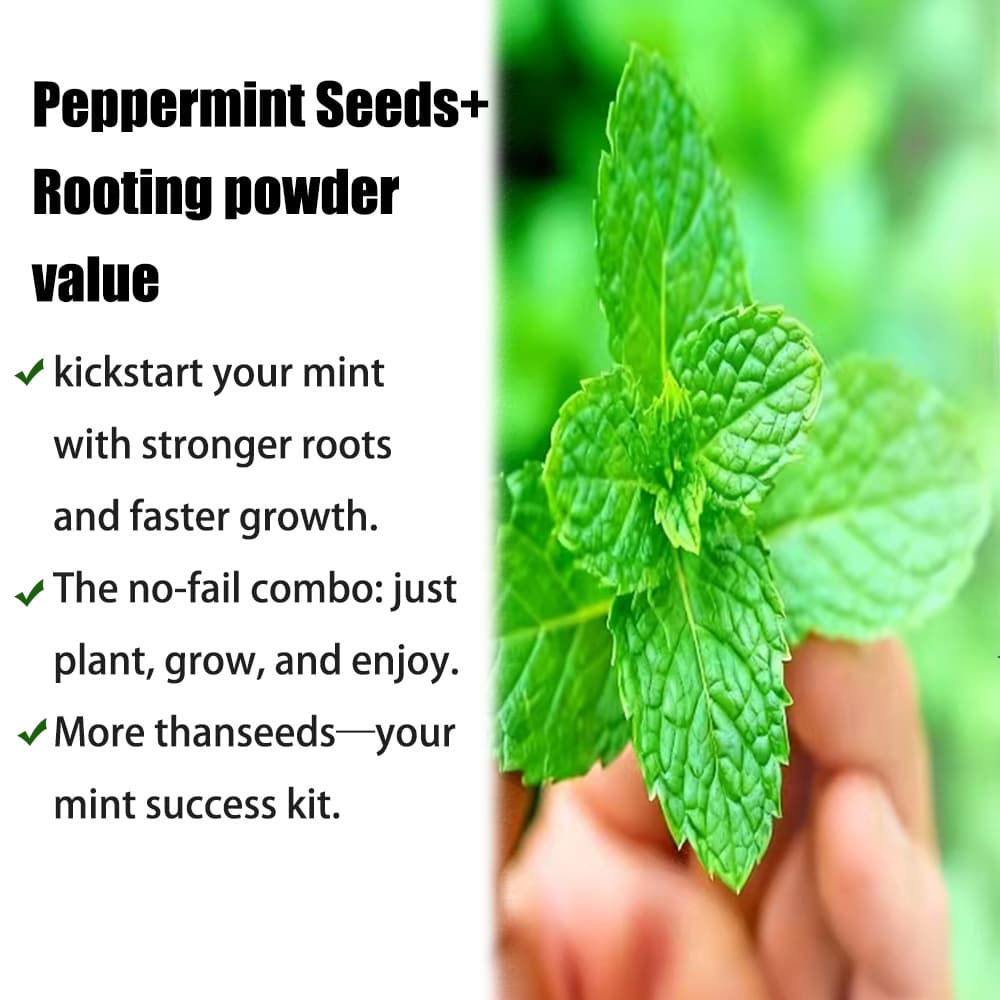 Peppermint Seeds+
Rooting powder
value
kickstart your mint
with stronger roots
and faster growth.
The no-fail combo: just
plant, grow, and enjoy.
More thanseeds—your
mint success kit.